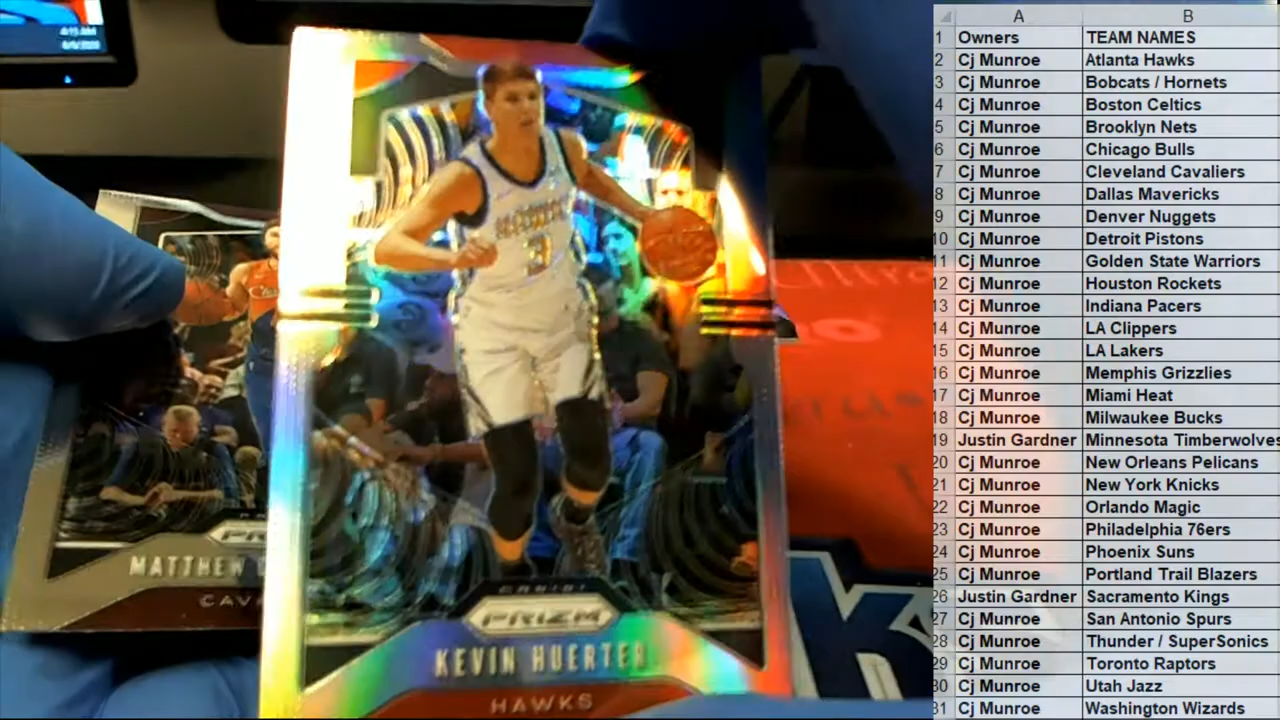 4:15 AM
A B
1 Owners TEAM NAMES
2 Cj Munroe Atlanta Hawks
3 Cj Munroe Bobcats / Hornets
4 Cj Munroe Boston Celtics
5 Cj Munroe Brooklyn Nets
6 Cj Munroe Chicago Bulls
7 Cj Munroe Cleveland Cavaliers
8 Cj Munroe Dallas Mavericks
9 Cj Munroe Denver Nuggets
10 Cj Munroe Detroit Pistons
11 Cj Munroe Golden State Warriors
12 Cj Munroe Houston Rockets
13 Cj Munroe Indiana Pacers
14 Cj Munroe LA Clippers
15 Cj Munroe LA Lakers
16 Cj Munroe Memphis Grizzlies
17 Cj Munroe Miami Heat
18 Cj Munroe Milwaukee Bucks
19 Justin Gardner Minnesota Timberwolves
20 Cj Munroe New Orleans Pelicans
21 Cj Munroe New York Knicks
22 Cj Munroe Orlando Magic
23 Cj Munroe Philadelphia 76ers
24 Cj Munroe Phoenix Suns
25 Cj Munroe Portland Trail Blazers
26 Justin Gardner Sacramento Kings
27 Cj Munroe San Antonio Spurs
28 Cj Munroe Thunder / SuperSonics
29 Cj Munroe Toronto Raptors
30 Cj Munroe Utah Jazz
31 Cj Munroe Washington Wizards
3
PANINI
PRIZM
KEVIN HUERTER
HAWKS
PR
MATTHEW
CAV